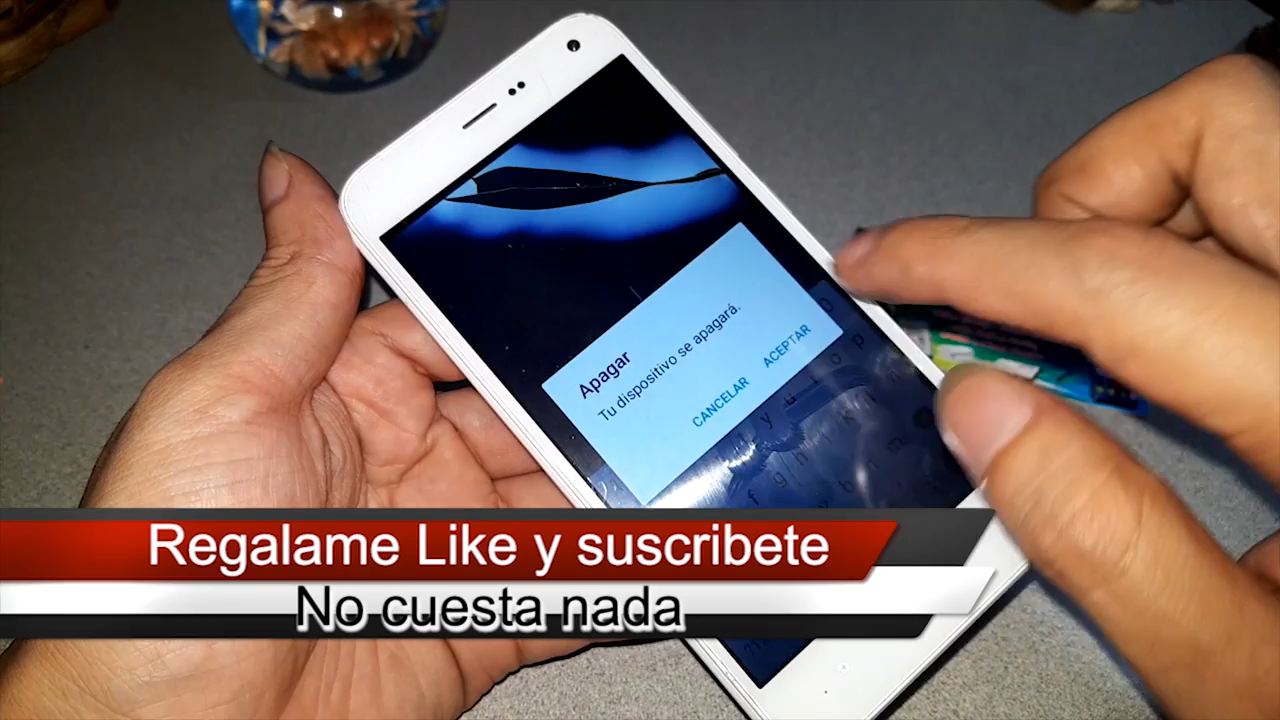 Apagar
Tu dispositivo se apagará.
CANCELAR ACEPTAR
Regalame Like y suscribete
No cuesta nada